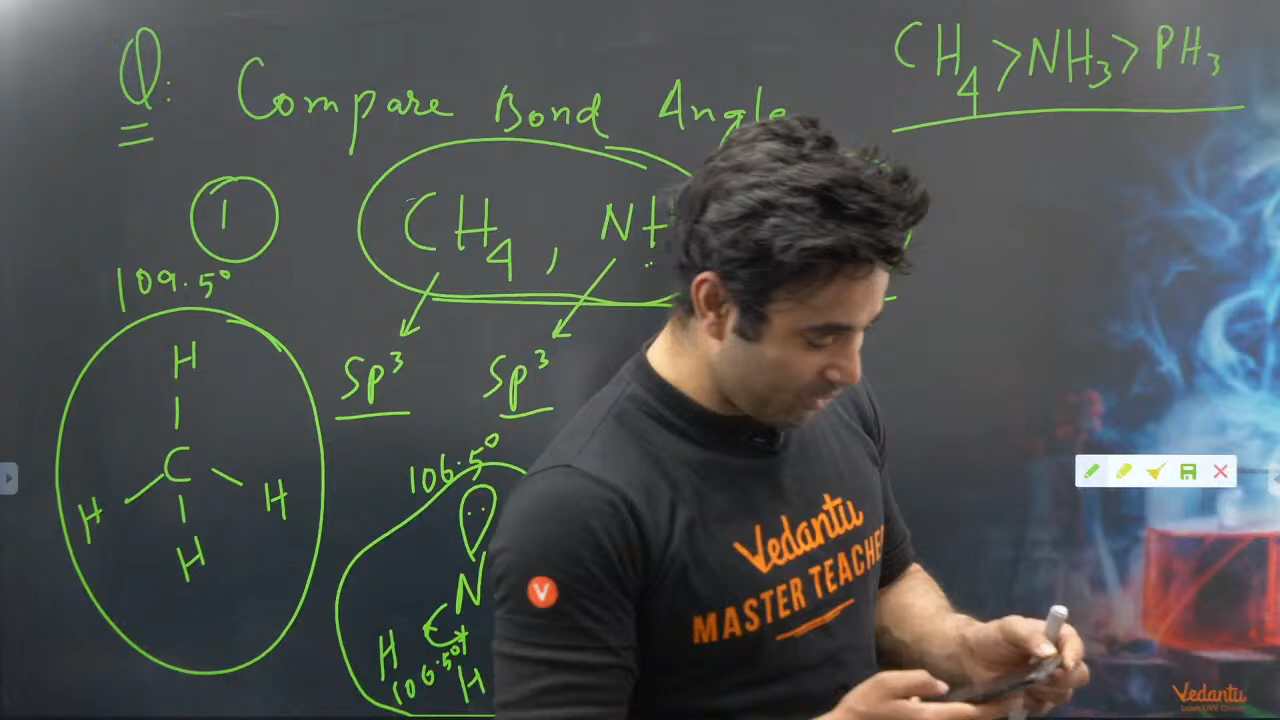 Q:
Compare Bond Angle
CH4 > NH3 > PH3
1
CH4, NH
109.5°
Sp3 Sp3
H
C
H H
H
106.5°
N
H
106.5°
H
Vedantu
MASTER TEACHE
V
Vedantu